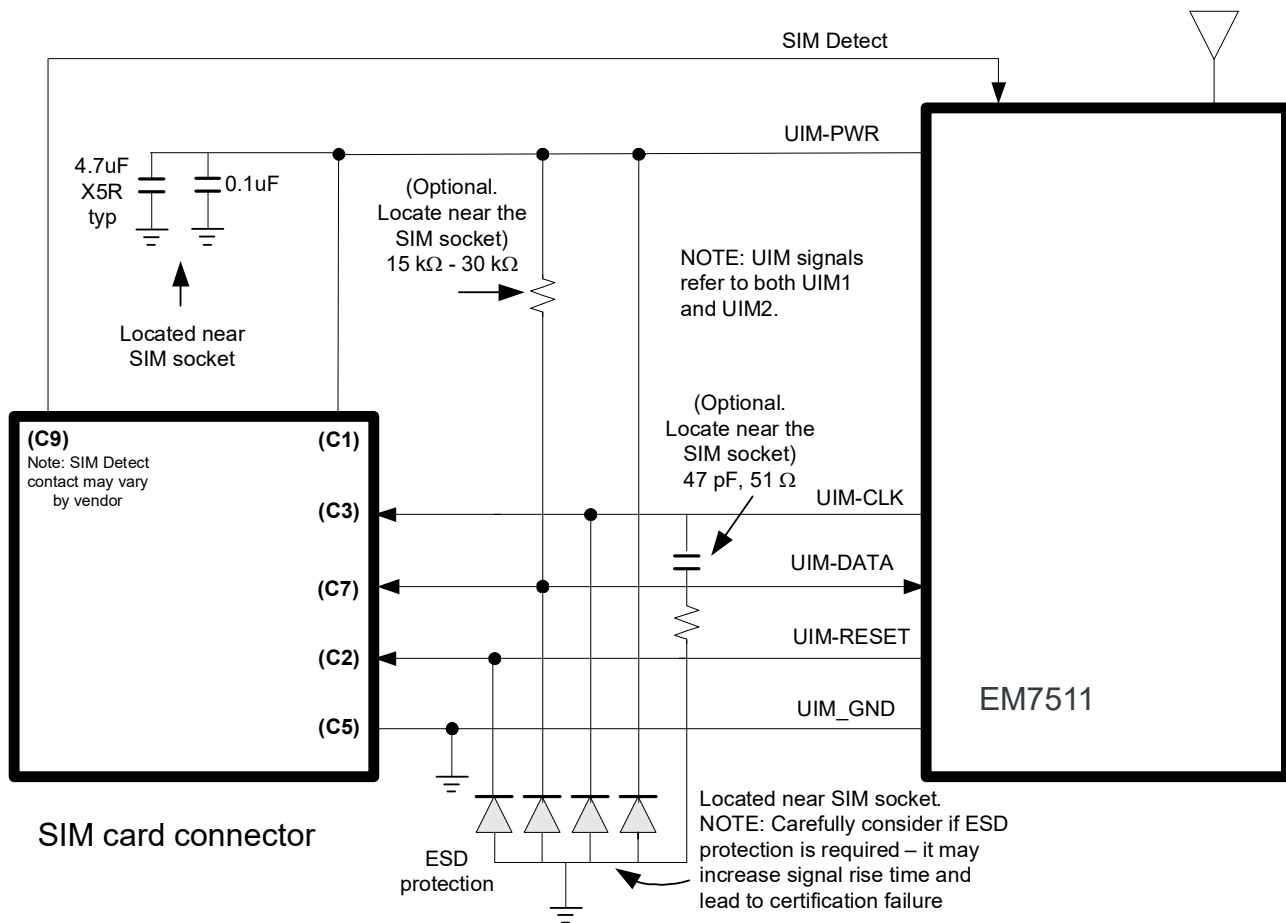 SIM Detect
UIM-PWR
4.7uF
X5R
typ
0.1uF
(Optional.
Locate near the
SIM socket)
15 kΩ - 30 kΩ
NOTE: UIM signals
refer to both UIM1
and UIM2.
Located near
SIM socket
(Optional.
Locate near the
SIM socket)
47 pF, 51 Ω
(C9)
Note: SIM Detect
contact may vary
by vendor
(C1)
(C3)
UIM-CLK
(C7)
UIM-DATA
(C2)
UIM-RESET
(C5)
UIM_GND
EM7511
SIM card connector
ESD
protection
Located near SIM socket.
NOTE: Carefully consider if ESD
protection is required – it may
increase signal rise time and
lead to certification failure